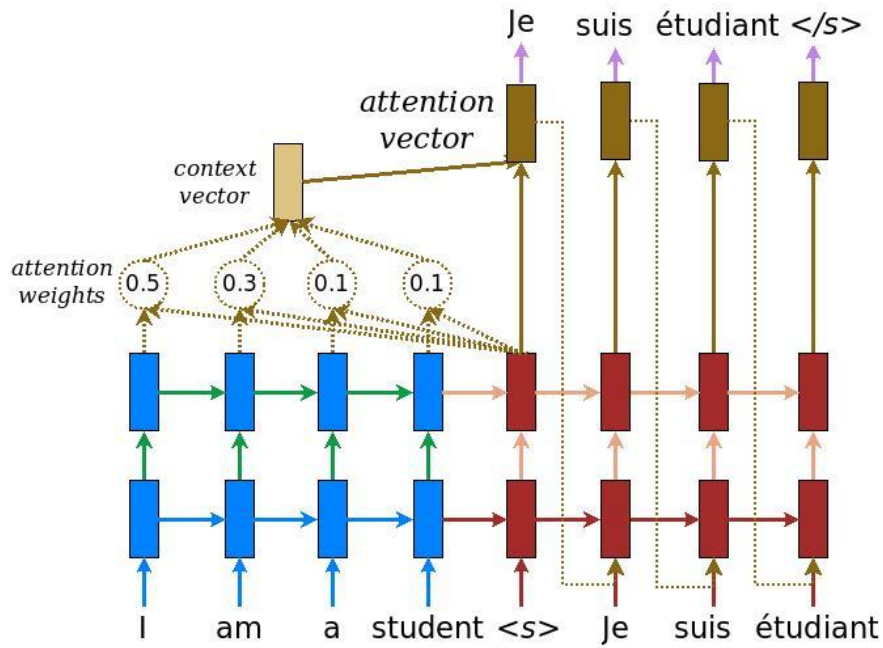 Je suis étudiant </s>
attention
vector
context
vector
attention
weights
0.5 0.3 0.1 0.1
I am a student <s> Je suis étudiant